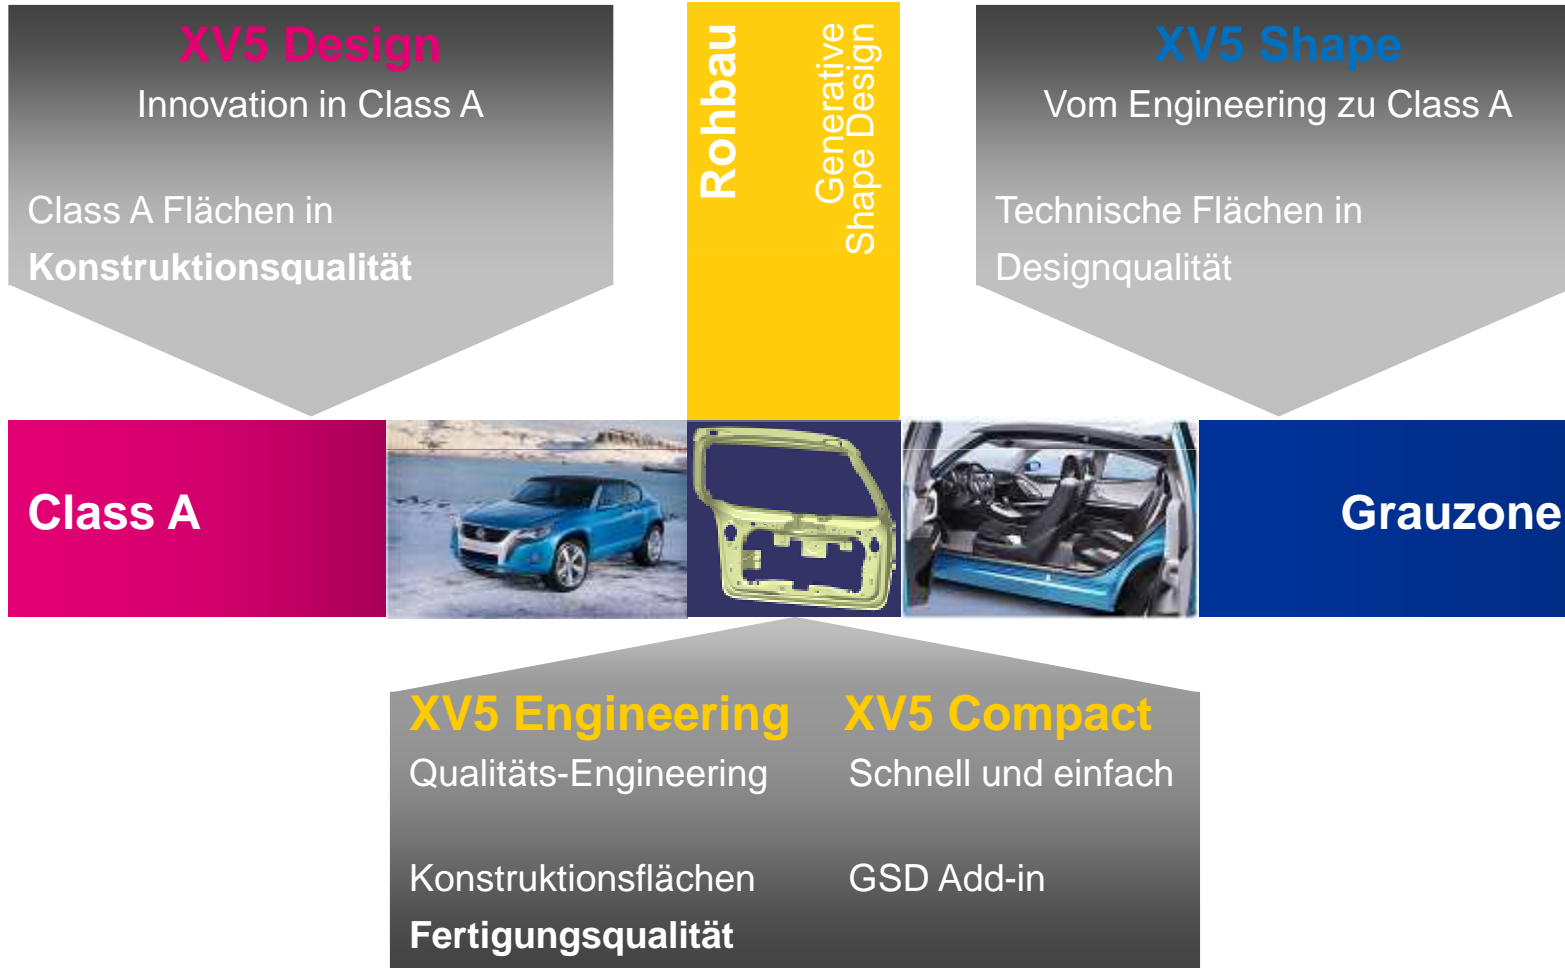 XV5 Design
Innovation in Class A
Class A Flächen in
Konstruktionsqualität
Rohbau
Generative
Shape Design
XV5 Shape
Vom Engineering zu Class A
Technische Flächen in
Designqualität
Class A
Grauzone
XV5 Engineering
Qualitäts-Engineering
Konstruktionsflächen
Fertigungsqualität
XV5 Compact
Schnell und einfach
GSD Add-in